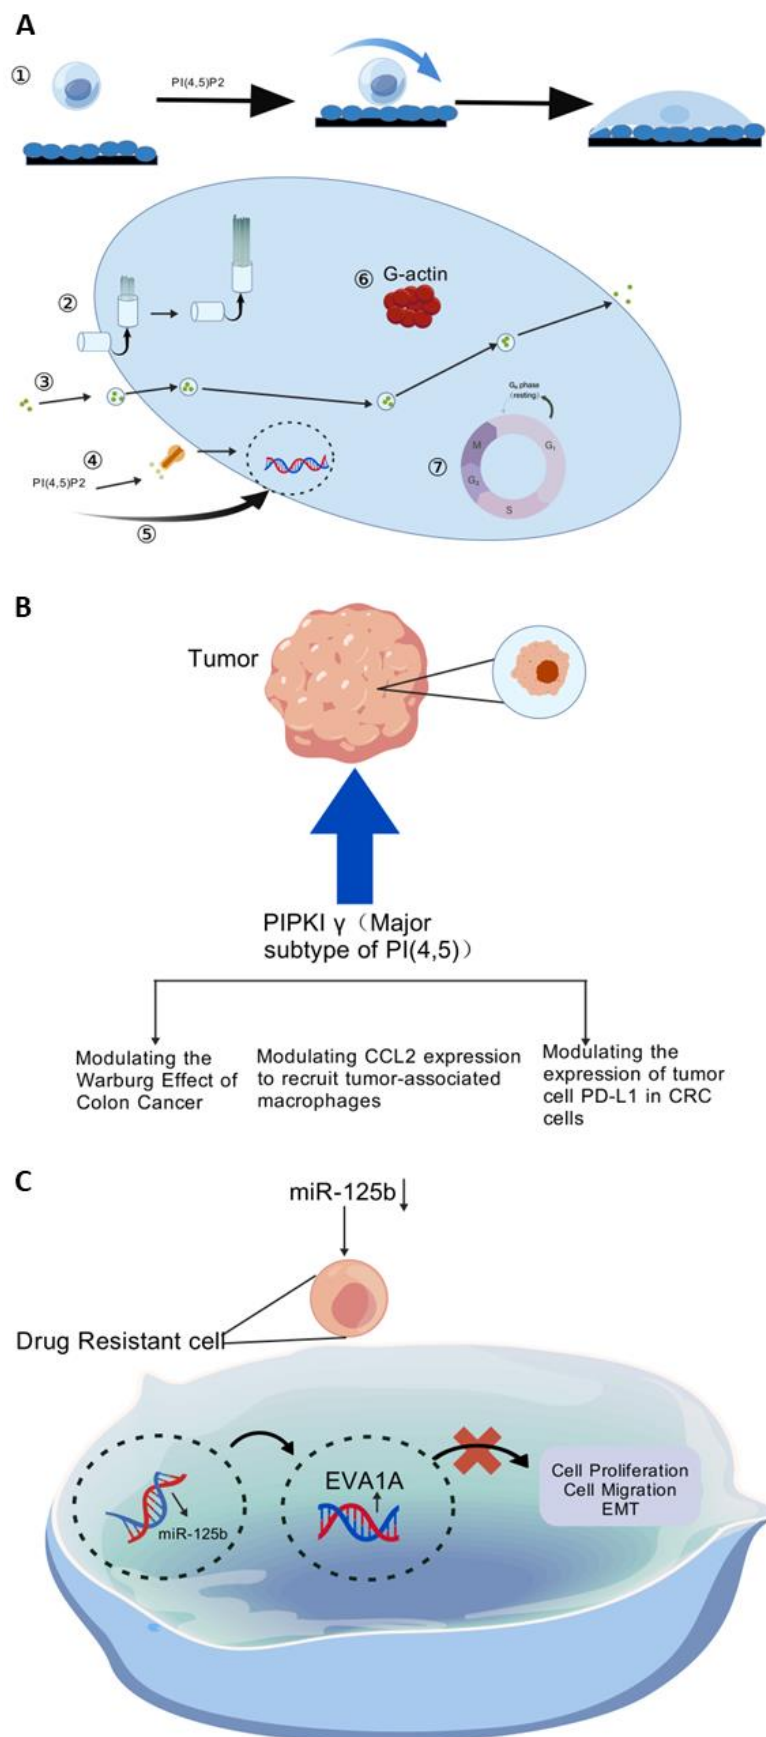 A
①
PI(4,5)P2
②
⑥ G-actin
③
G₀ phase
(resting)
M
G₁
⑦
G₂
S
④
PI(4,5)P2
⑤
B
Tumor
PIPKI γ（Major
subtype of PI(4,5)）
Modulating the
Warburg Effect of
Colon Cancer
Modulating CCL2 expression
to recruit tumor-associated
macrophages
Modulating the
expression of tumor
cell PD-L1 in CRC
cells
C
miR-125b↓
Drug Resistant cell
miR-125b
EVA1A
Cell Proliferation
Cell Migration
EMT